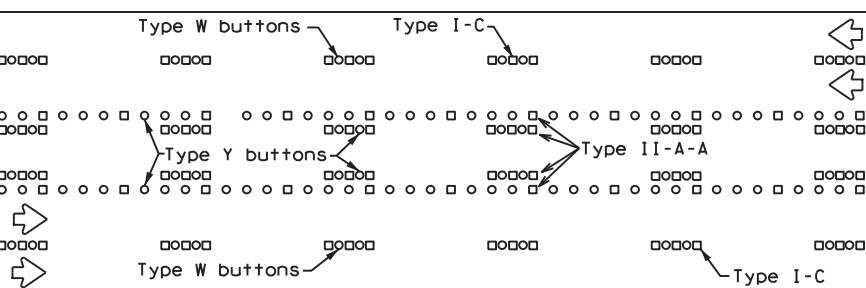 Type W buttons
Type I-C
Type Y buttons
Type II-A-A
Type W buttons
Type I-C